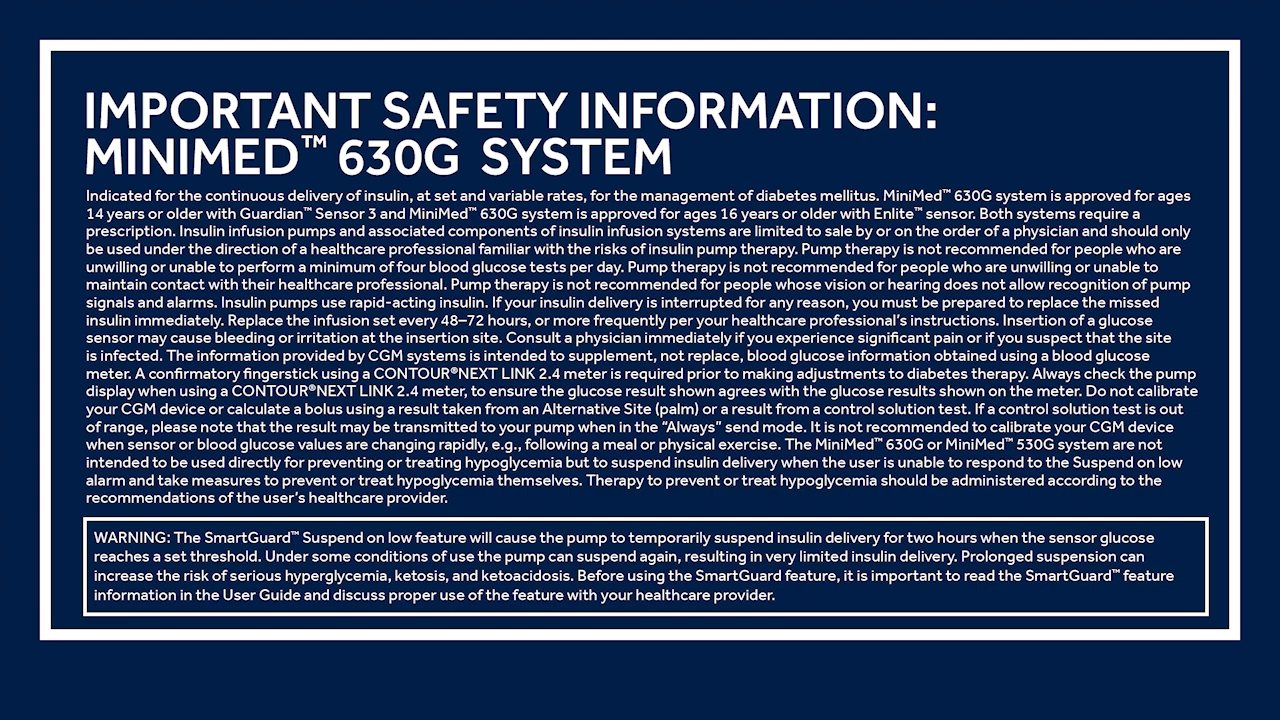 IMPORTANT SAFETY INFORMATION:
MINIMED™ 630G SYSTEM
Indicated for the continuous delivery of insulin, at set and variable rates, for the management of diabetes mellitus. MiniMed™ 630G system is approved for ages
14 years or older with Guardian™ Sensor 3 and MiniMed™ 630G system is approved for ages 16 years or older with Enlite™ sensor. Both systems require a
prescription. Insulin infusion pumps and associated components of insulin infusion systems are limited to sale by or on the order of a physician and should only
be used under the direction of a healthcare professional familiar with the risks of insulin pump therapy. Pump therapy is not recommended for people who are
unwilling or unable to perform a minimum of four blood glucose tests per day. Pump therapy is not recommended for people who are unwilling or unable to
maintain contact with their healthcare professional. Pump therapy is not recommended for people whose vision or hearing does not allow recognition of pump
signals and alarms. Insulin pumps use rapid-acting insulin. If your insulin delivery is interrupted for any reason, you must be prepared to replace the missed
insulin immediately. Replace the infusion set every 48–72 hours, or more frequently per your healthcare professional's instructions. Insertion of a glucose
sensor may cause bleeding or irritation at the insertion site. Consult a physician immediately if you experience significant pain or if you suspect that the site
is infected. The information provided by CGM systems is intended to supplement, not replace, blood glucose information obtained using a blood glucose
meter. A confirmatory fingerstick using a CONTOUR®NEXT LINK 2.4 meter is required prior to making adjustments to diabetes therapy. Always check the pump
display when using a CONTOUR®NEXT LINK 2.4 meter, to ensure the glucose result shown agrees with the glucose results shown on the meter. Do not calibrate
your CGM device or calculate a bolus using a result taken from an Alternative Site (palm) or a result from a control solution test. If a control solution test is out
of range, please note that the result may be transmitted to your pump when in the “Always” send mode. It is not recommended to calibrate your CGM device
when sensor or blood glucose values are changing rapidly, e.g., following a meal or physical exercise. The MiniMed™ 630G or MiniMed™ 530G system are not
intended to be used directly for preventing or treating hypoglycemia but to suspend insulin delivery when the user is unable to respond to the Suspend on low
alarm and take measures to prevent or treat hypoglycemia themselves. Therapy to prevent or treat hypoglycemia should be administered according to the
recommendations of the user's healthcare provider.
WARNING: The SmartGuard™ Suspend on low feature will cause the pump to temporarily suspend insulin delivery for two hours when the sensor glucose
reaches a set threshold. Under some conditions of use the pump can suspend again, resulting in very limited insulin delivery. Prolonged suspension can
increase the risk of serious hyperglycemia, ketosis, and ketoacidosis. Before using the SmartGuard feature, it is important to read the SmartGuard™ feature
information in the User Guide and discuss proper use of the feature with your healthcare provider.